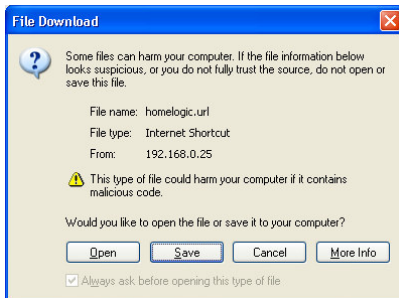 File Download
Some files can harm your computer. If the file information below
looks suspicious, or you do not fully trust the source, do not open or
save this file.
File name: homelogic.url
File type: Internet Shortcut
From: 192.168.0.25
This type of file could harm your computer if it contains
malicious code.
Would you like to open the file or save it to your computer?
Open Save Cancel More Info
Always ask before opening this type of file